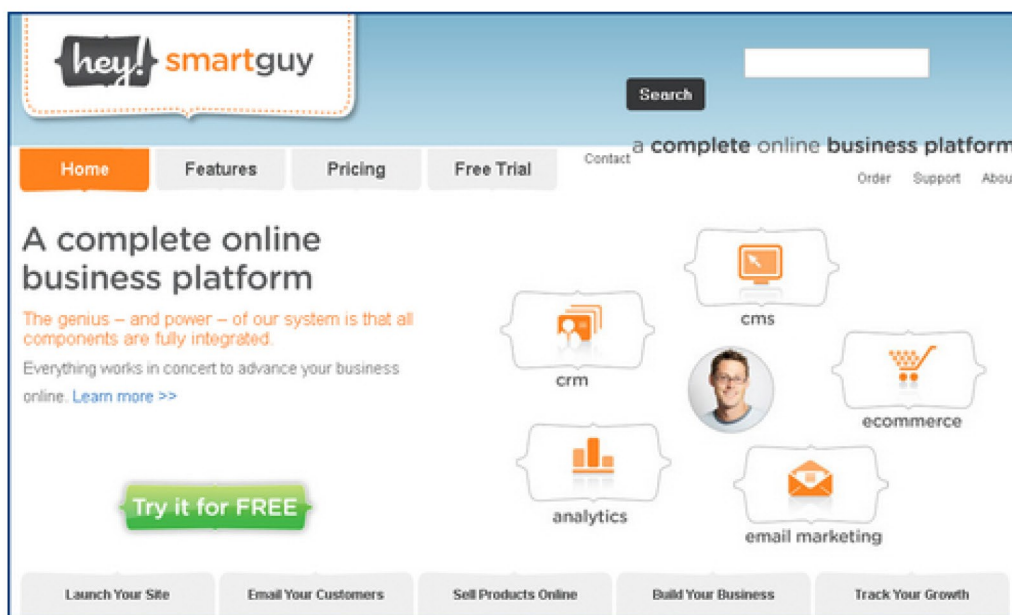 hey! smartguy
Search
a complete online business platform
Home Features Pricing Free Trial Contact
Order Support Abou
A complete online
business platform
The genius – and power – of our system is that all
components are fully integrated.
Everything works in concert to advance your business
online. Learn more >>
Try it for FREE
cms
crm
ecommerce
analytics
email marketing
Launch Your Site Email Your Customers Sell Products Online Build Your Business Track Your Growth